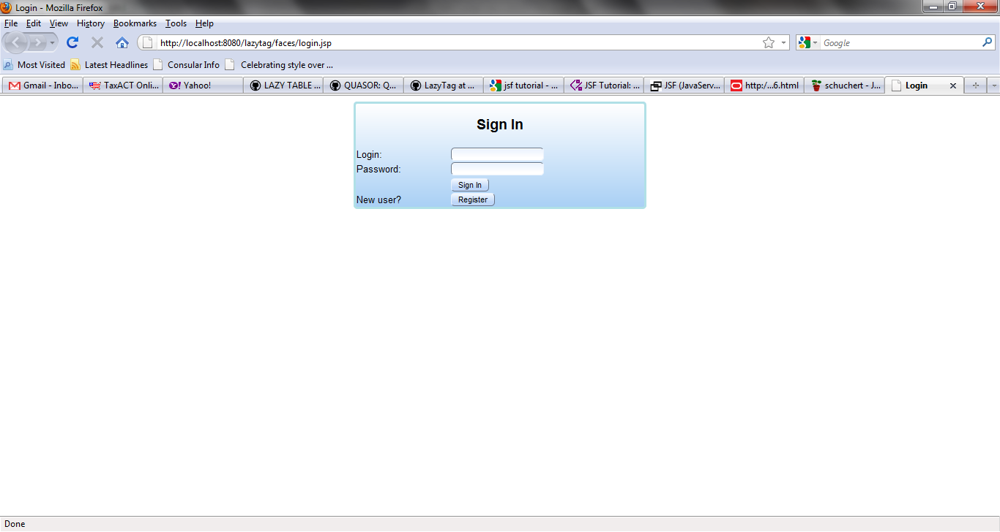 Login - Mozilla Firefox
File Edit View History Bookmarks Tools Help
http://localhost:8080/lazytag/faces/login.jsp Google
Most Visited Latest Headlines Consular Info Celebrating style over ...
Gmail - Inbo... TaxACT Onli... Yahoo! LAZY TABLE ... QUASOR: Q... LazyTag at ... jsf tutorial - ... JSF Tutorial: ... JSF (JavaServ... http:/...6.html schuchert - J... Login
Sign In
Login:
Password:
Sign In
New user? Register
Done